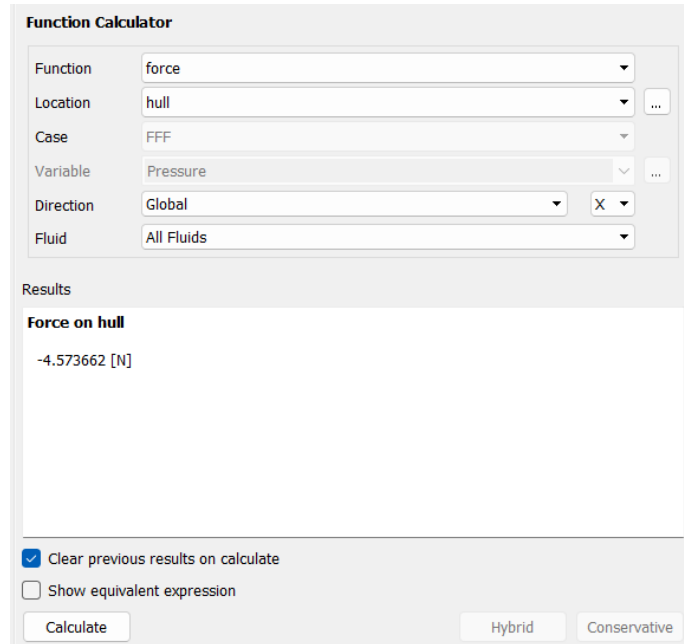 Function Calculator
Function force
Location hull ...
Case FFF
Variable Pressure ...
Direction Global X
Fluid All Fluids
Results
Force on hull
-4.573662 [N]
Clear previous results on calculate
Show equivalent expression
Calculate Hybrid Conservative